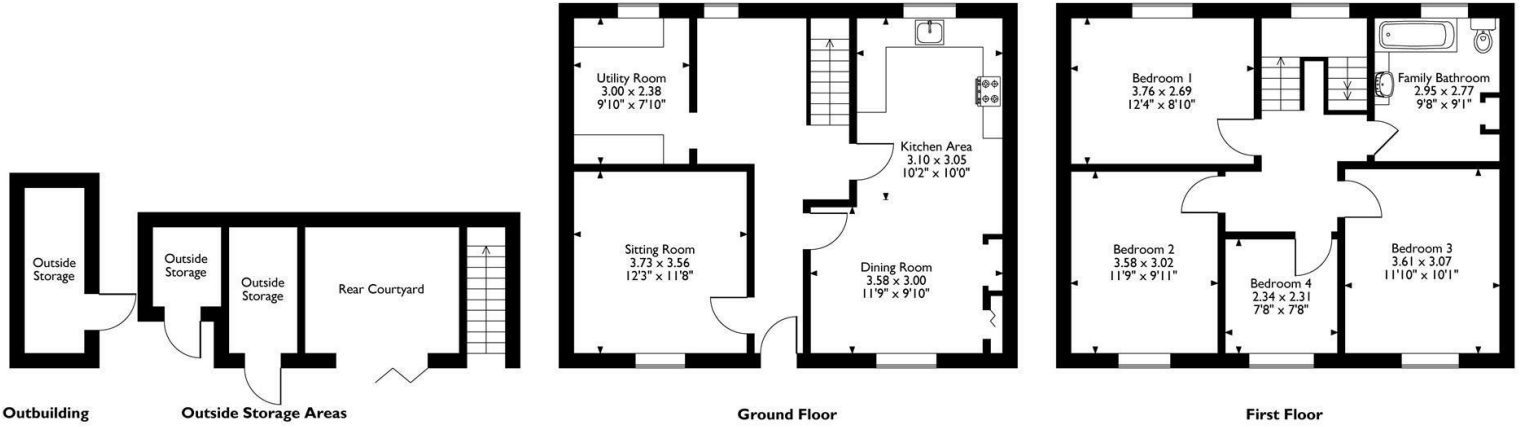 Outside
Storage
Outbuilding
Outside
Storage
Outside
Storage
Rear Courtyard
Outside Storage Areas
Utility Room
3.00 x 2.38
9'10" x 7'10"
Kitchen Area
3.10 x 3.05
10'2" x 10'0"
Sitting Room
3.73 x 3.56
12'3" x 11'8"
Dining Room
3.58 x 3.00
11'9" x 9'10"
Ground Floor
Bedroom 1
3.76 x 2.69
12'4" x 8'10"
Family Bathroom
2.95 x 2.77
9'8" x 9'1"
Bedroom 2
3.58 x 3.02
11'9" x 9'11"
Bedroom 3
3.61 x 3.07
11'10" x 10'1"
Bedroom 4
2.34 x 2.31
7'8" x 7'8"
First Floor